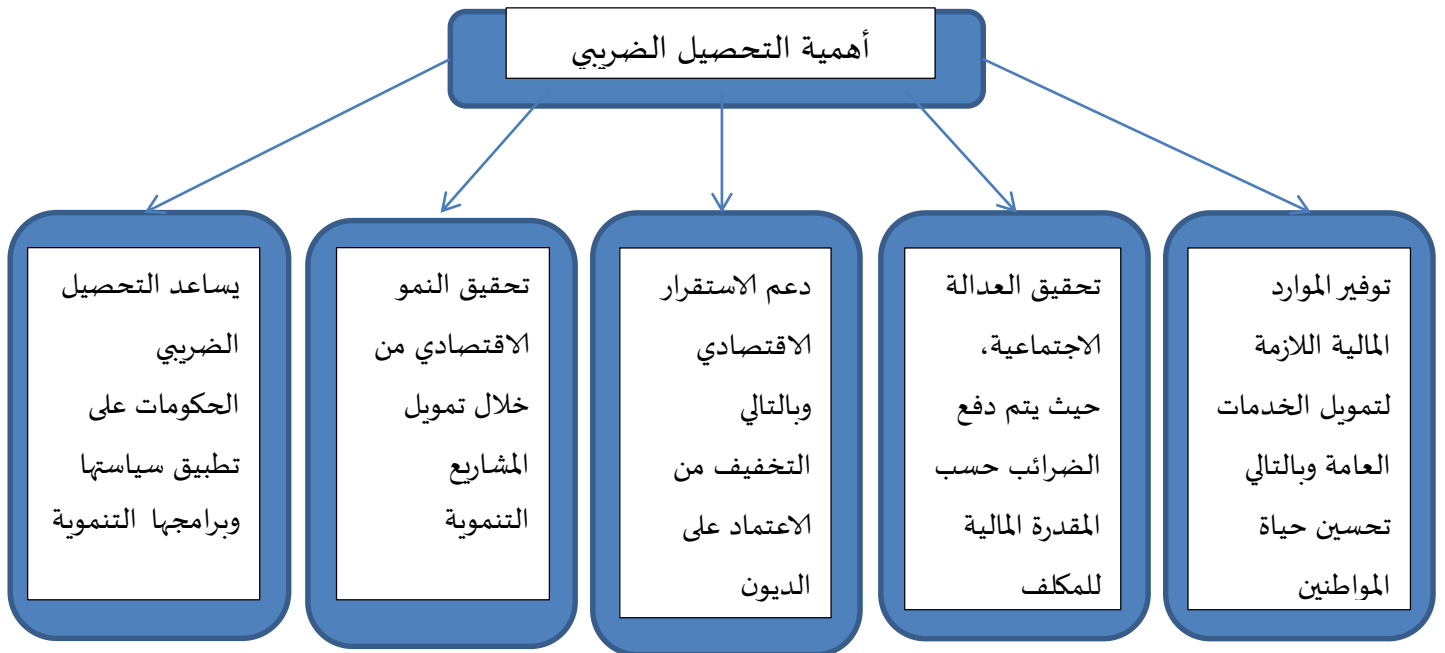 أهمية التحصيل الضريبي
توفير الموارد
المالية اللازمة
لتمويل الخدمات
العامة وبالتالي
تحسين حياة
المواطنين
تحقيق العدالة
الاجتماعية،
حيث يتم دفع
الضرائب حسب
المقدرة المالية
للمكلف
دعم الاستقرار
الاقتصادي
وبالتالي
التخفيف من
الاعتماد على
الديون
تحقيق النمو
الاقتصادي من
خلال تمويل
المشاريع
التنموية
يساعد التحصيل
الضريبي
الحكومات على
تطبيق سياستها
وبرامجها التنموية